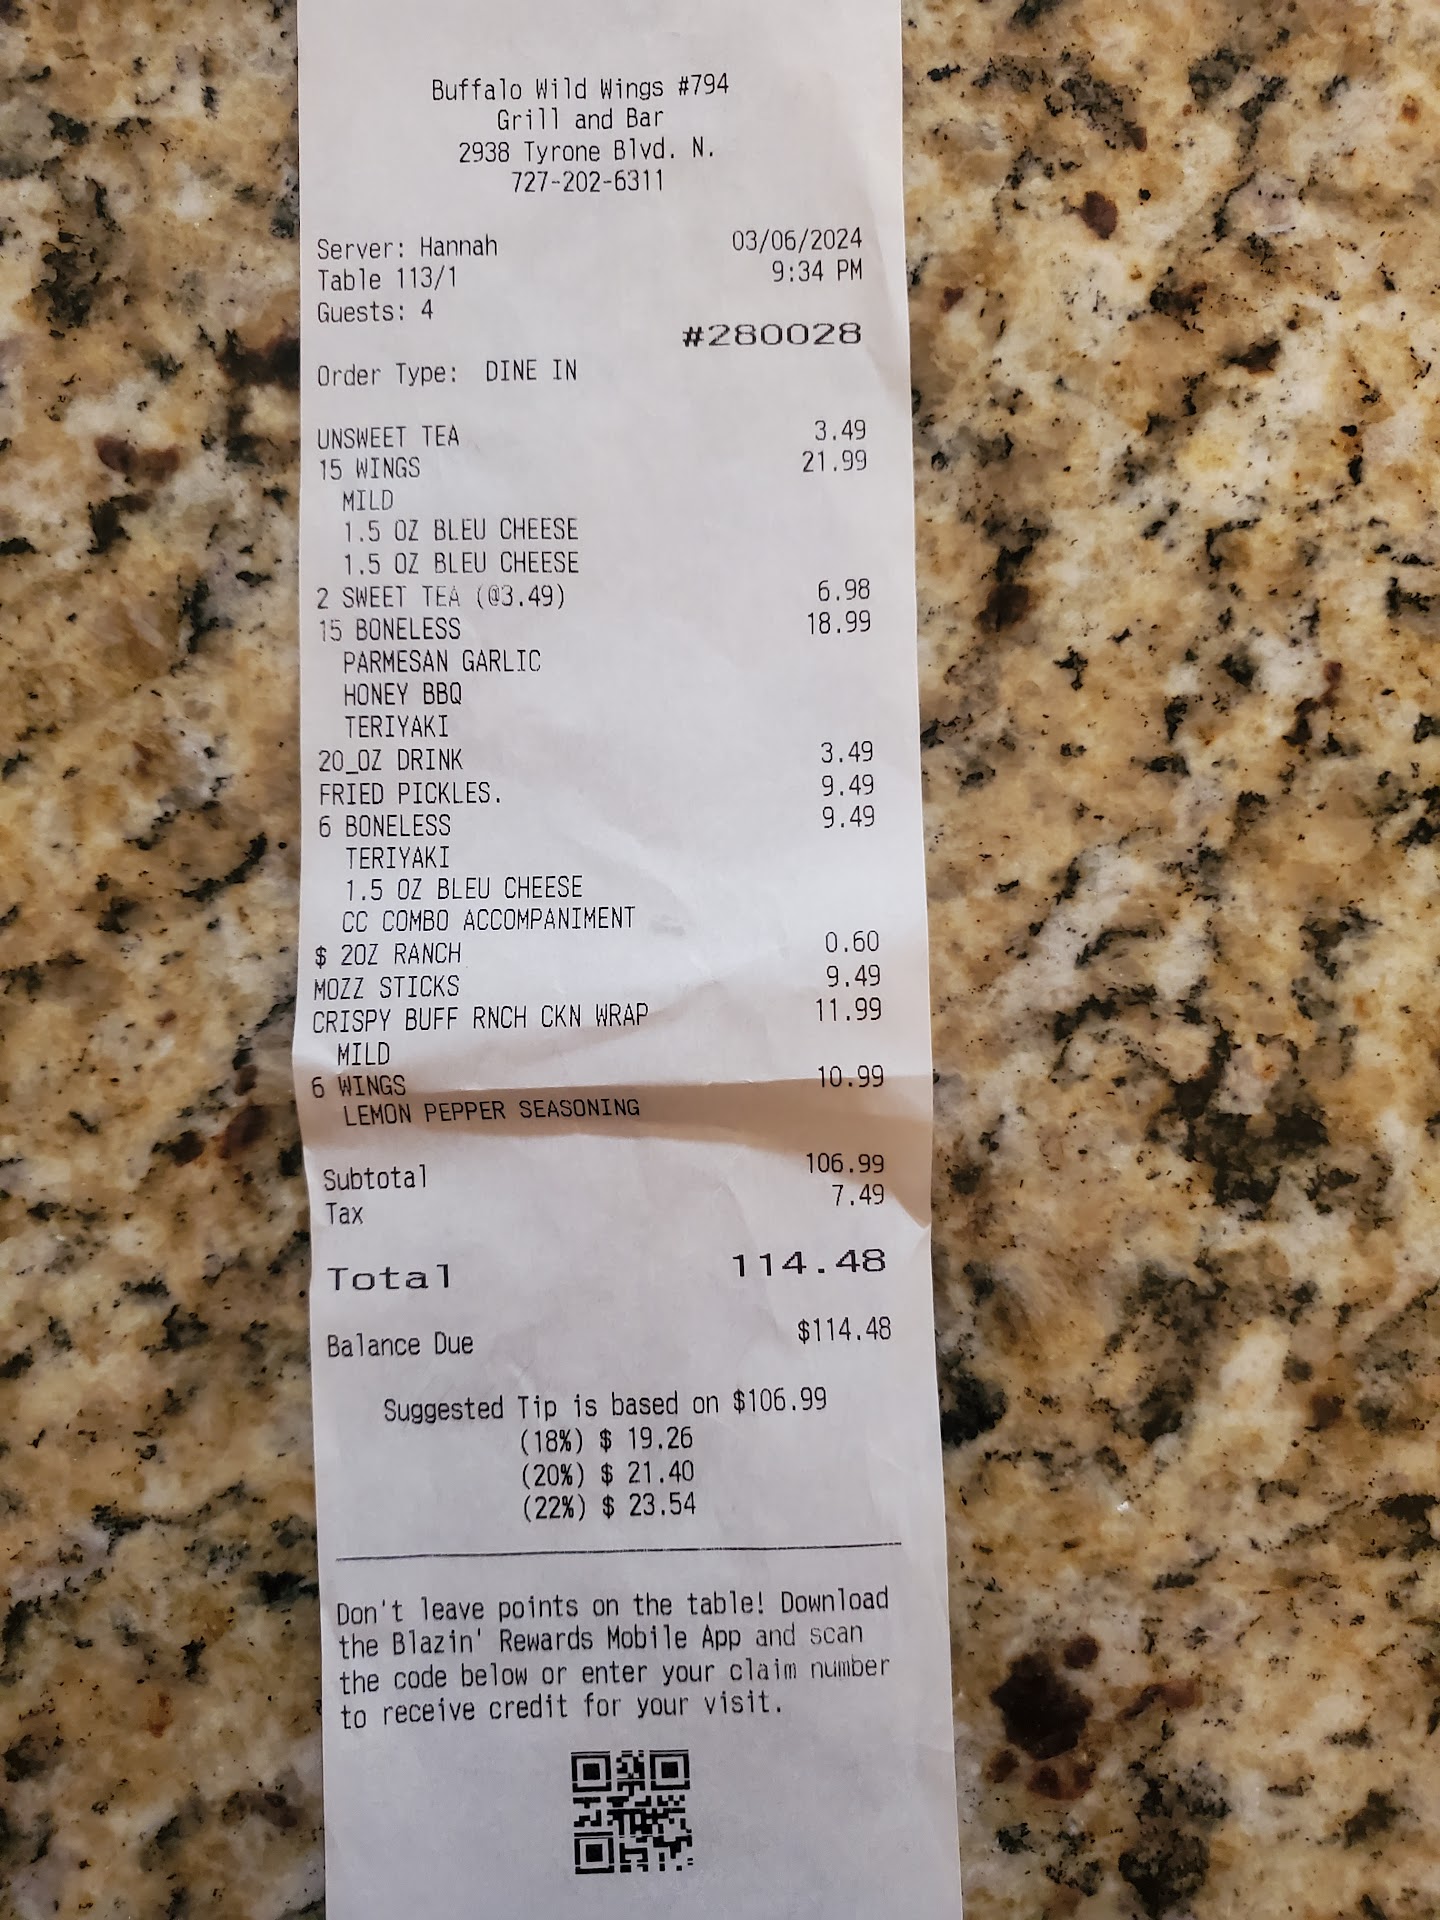 Buffalo Wild Wings #794
Grill and Bar
2938 Tyrone Blvd. N.
727-202-6311
Server: Hannah 03/06/2024
Table 113/1 9:34 PM
Guests: 4
#280028
Order Type: DINE IN
UNSWEET TEA 3.49
15 WINGS 21.99
MILD
1.5 OZ BLEU CHEESE
1.5 OZ BLEU CHEESE
2 SWEET TEA (@3.49) 6.98
15 BONELESS 18.99
PARMESAN GARLIC
HONEY BBQ
TERIYAKI
20_OZ DRINK 3.49
FRIED PICKLES. 9.49
6 BONELESS 9.49
TERIYAKI
1.5 OZ BLEU CHEESE
CC COMBO ACCOMPANIMENT
$ 2OZ RANCH 0.60
MOZZ STICKS 9.49
CRISPY BUFF RNCH CKN WRAP 11.99
MILD
6 WINGS 10.99
LEMON PEPPER SEASONING
Subtotal 106.99
Tax 7.49
Total 114.48
Balance Due $114.48
Suggested Tip is based on $106.99
(18%) $ 19.26
(20%) $ 21.40
(22%) $ 23.54
Don't leave points on the table! Download
the Blazin' Rewards Mobile App and scan
the code below or enter your claim number
to receive credit for your visit.